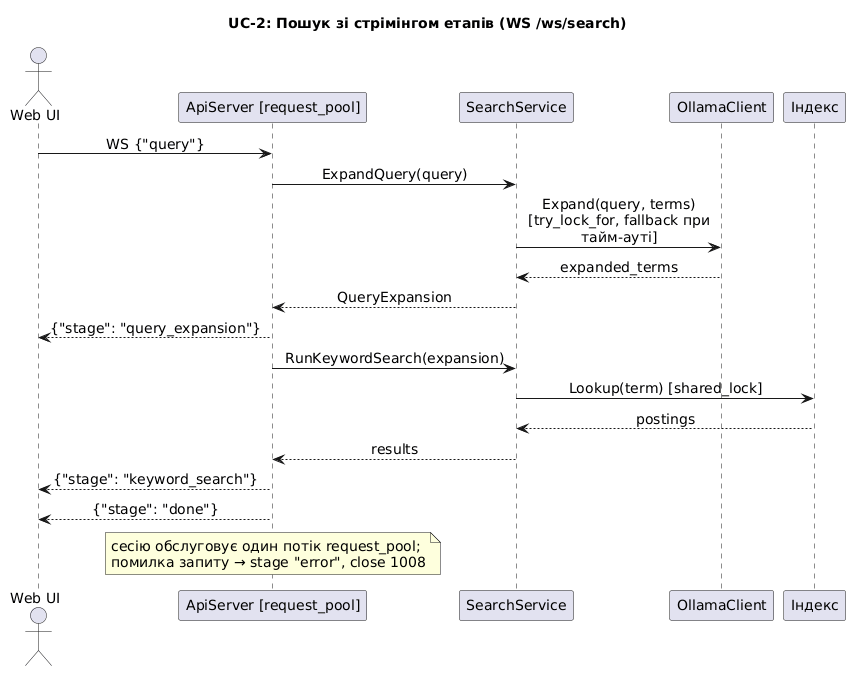 UC-2: Пошук зі стрімінгом етапів (WS /ws/search)
Web UI
ApiServer [request_pool]
SearchService
OllamaClient
Індекс
WS {"query"}
ExpandQuery(query)
Expand(query, terms)
[try_lock_for, fallback при
тайм-ауті]
expanded_terms
QueryExpansion
{"stage": "query_expansion"}
RunKeywordSearch(expansion)
Lookup(term) [shared_lock]
postings
results
{"stage": "keyword_search"}
{"stage": "done"}
сесію обслуговує один потік request_pool;
помилка запиту → stage "error", close 1008
Web UI
ApiServer [request_pool]
SearchService
OllamaClient
Індекс